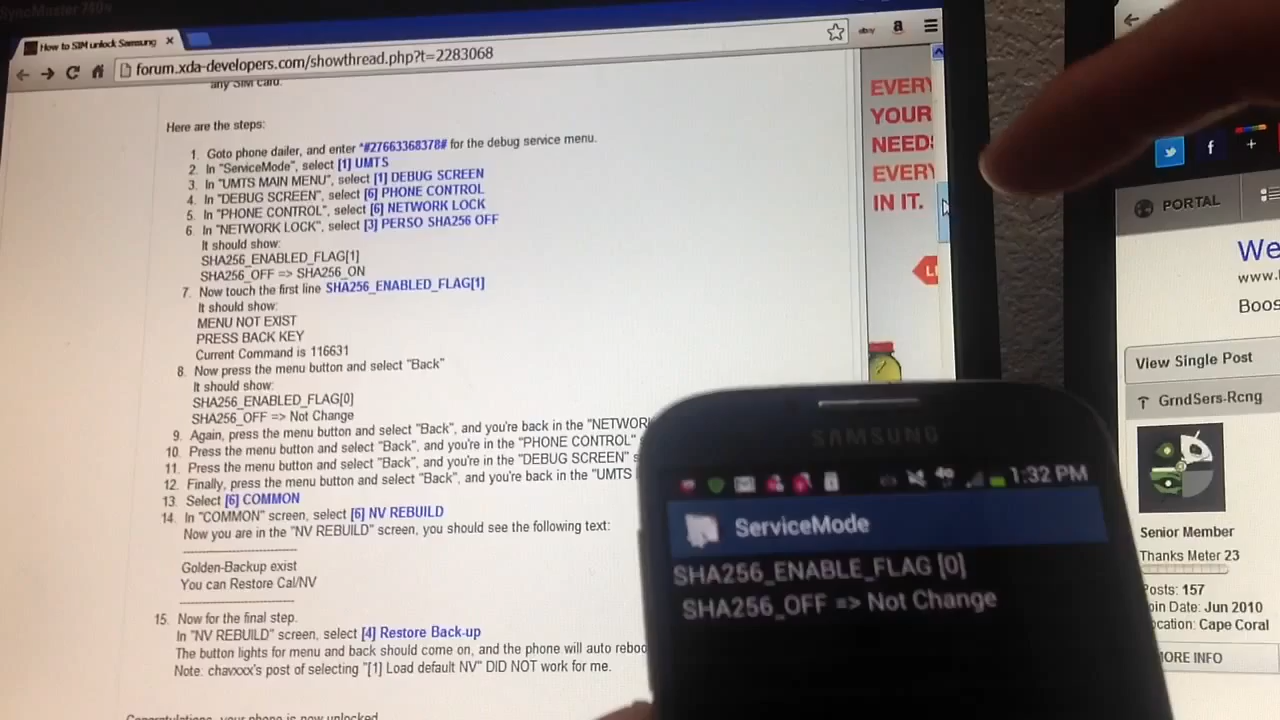 SyncMaster 740v
How to SIM unlock Samsung
forum.xda-developers.com/showthread.php?t=2283068
ebay
a
any SIM card.
Here are the steps:
1. Goto phone dailer, and enter *#27663368378# for the debug service menu.
2. In "ServiceMode", select [1] UMTS
3. In "UMTS MAIN MENU", select [1] DEBUG SCREEN
4. In "DEBUG SCREEN", select [6] PHONE CONTROL
5. In "PHONE CONTROL", select [6] NETWORK LOCK
6. In "NETWORK LOCK", select [3] PERSO SHA256 OFF
It should show:
SHA256_ENABLED_FLAG[1]
SHA256_OFF => SHA256_ON
7. Now touch the first line SHA256_ENABLED_FLAG[1]
It should show:
MENU NOT EXIST
PRESS BACK KEY
Current Command is 116631
8. Now press the menu button and select "Back"
It should show:
SHA256_ENABLED_FLAG[0]
SHA256_OFF => Not Change
9. Again, press the menu button and select "Back", and you're back in the "NETWOR
10. Press the menu button and select "Back", and you're in the "PHONE CONTROL"
11. Press the menu button and select "Back", and you're in the "DEBUG SCREEN" s
12. Finally, press the menu button and select "Back", and you're back in the "UMTS
13. Select [6] COMMON
14. In "COMMON" screen, select [6] NV REBUILD
Now you are in the "NV REBUILD" screen, you should see the following text:
Golden-Backup exist
You can Restore Cal/NV
15. Now for the final step.
In "NV REBUILD" screen, select [4] Restore Back-up
The button lights for menu and back should come on, and the phone will auto reboo
Note: chavxxx's post of selecting "[1] Load default NV" DID NOT work for me.
Congratulations, your phone is now unlocked
EVERY
YOUR
NEED
EVERY
IN IT.
LI
SAMSUNG
4G
1:32 PM
ServiceMode
SHA256_ENABLE_FLAG [0]
SHA256_OFF => Not Change
f
+
PORTAL
We
www.
Boos
View Single Post
GrndSers-Rcng
Senior Member
Thanks Meter 23
Posts: 157
Join Date: Jun 2010
Location: Cape Coral
MORE INFO